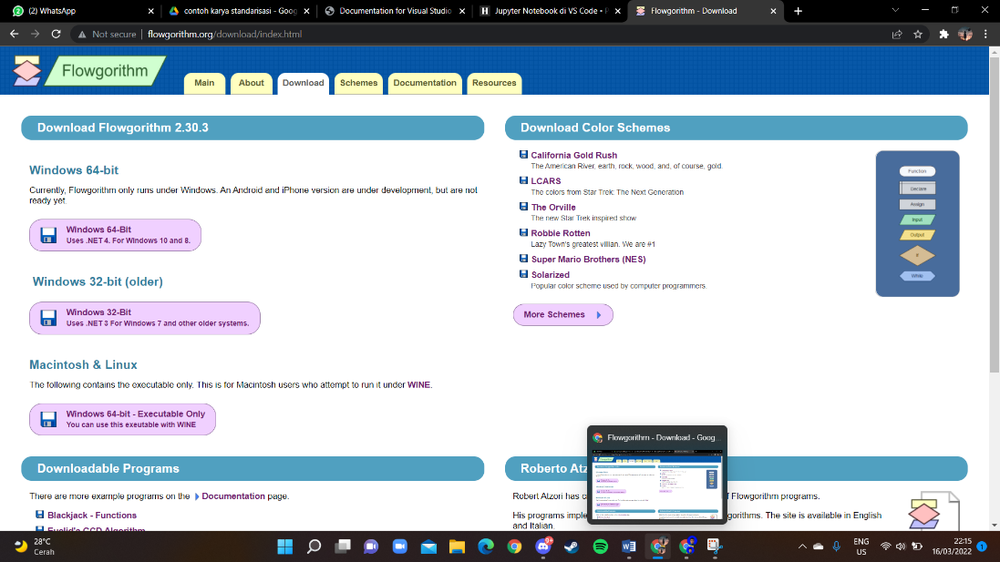 (2) WhatsApp
contoh karya standarisasi - Goog
Documentation for Visual Studio
Jupyter Notebook di VS Code • P
Flowgorithm - Download
Not secure
flowgorithm.org/download/index.html
Flowgorithm
Main
About
Download
Schemes
Documentation
Resources
Download Flowgorithm 2.30.3
Windows 64-bit
Currently, Flowgorithm only runs under Windows. An Android and iPhone version are under development, but are not
ready yet.
Windows 64-Bit
Uses .NET 4. For Windows 10 and 8.
Windows 32-bit (older)
Windows 32-Bit
Uses .NET 3 For Windows 7 and other older systems.
Macintosh & Linux
The following contains the executable only. This is for Macintosh users who attempt to run it under WINE.
Windows 64-bit - Executable Only
You can use this exeutable with WINE
Downloadable Programs
There are more example programs on the Documentation page.
Blackjack - Functions
Euclid's GCD Algorithm
Download Color Schemes
California Gold Rush
The American River, earth, rock, wood, and, of course, gold.
LCARS
The colors from Star Trek: The Next Generation
The Orville
The new Star Trek inspired show
Robbie Rotten
Lazy Town's greatest villian. We are #1
Super Mario Brothers (NES)
Solarized
Popular color scheme used by computer programmers.
More Schemes
Function
Declare
Assign
Input
Output
If
While
Flowgorithm - Download - Goog...
Roberto Atzo
Robert Atzori has c
of Flowgorithm programs.
His programs imple
gorithms. The site is available in English
and Italian.
28°C
Cerah
9+
ENG
US
22:15
16/03/2022
1